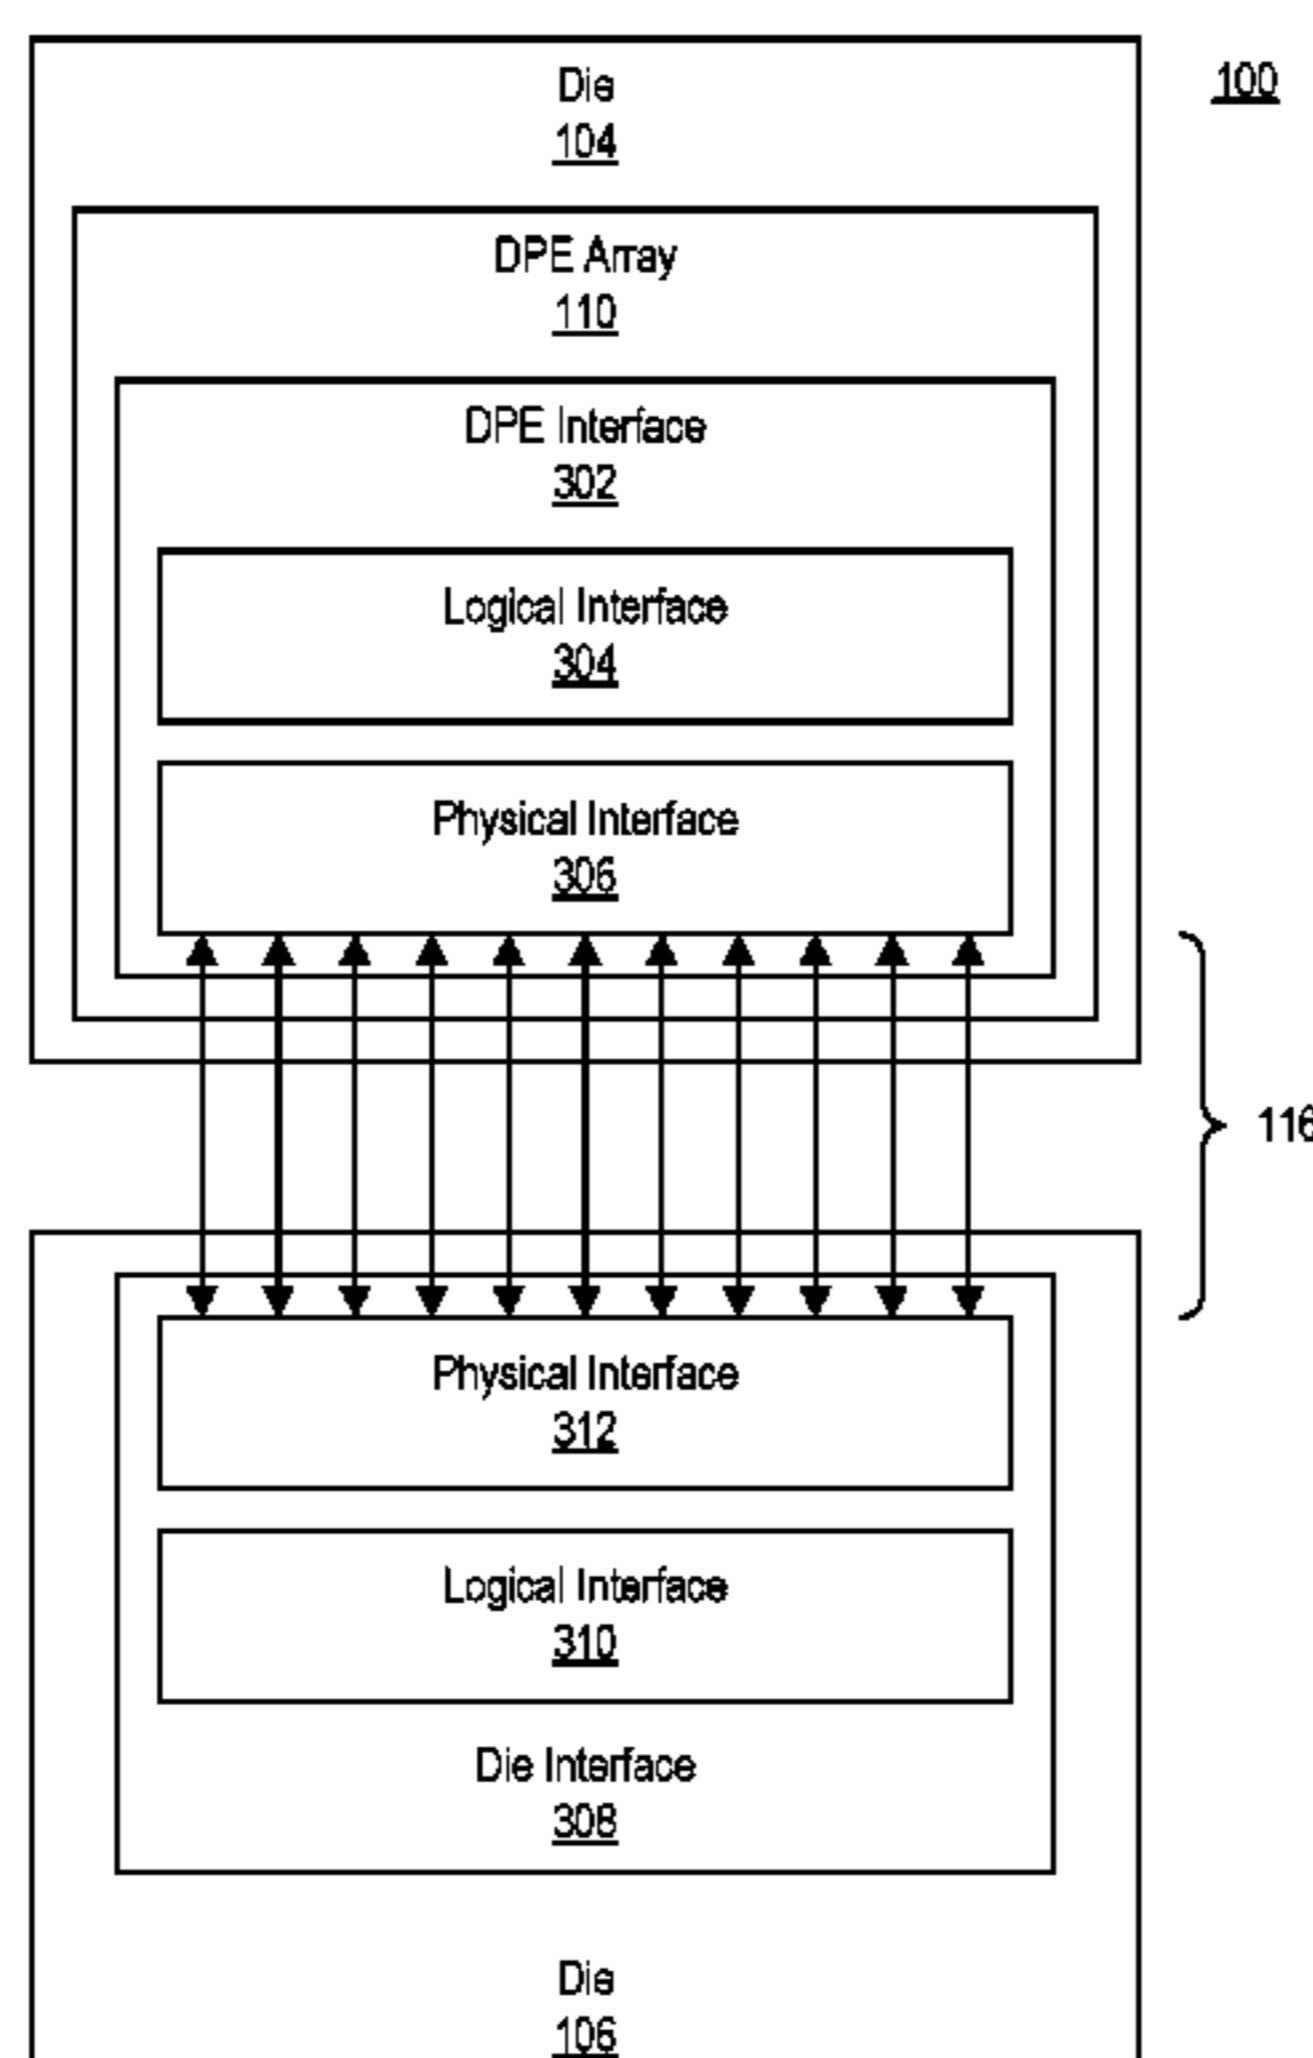 Die
104
100
DPE Array
110
DPE Interface
302
Logical Interface
304
Physical Interface
306
116
Physical Interface
312
Logical Interface
310
Die Interface
308
Die
106